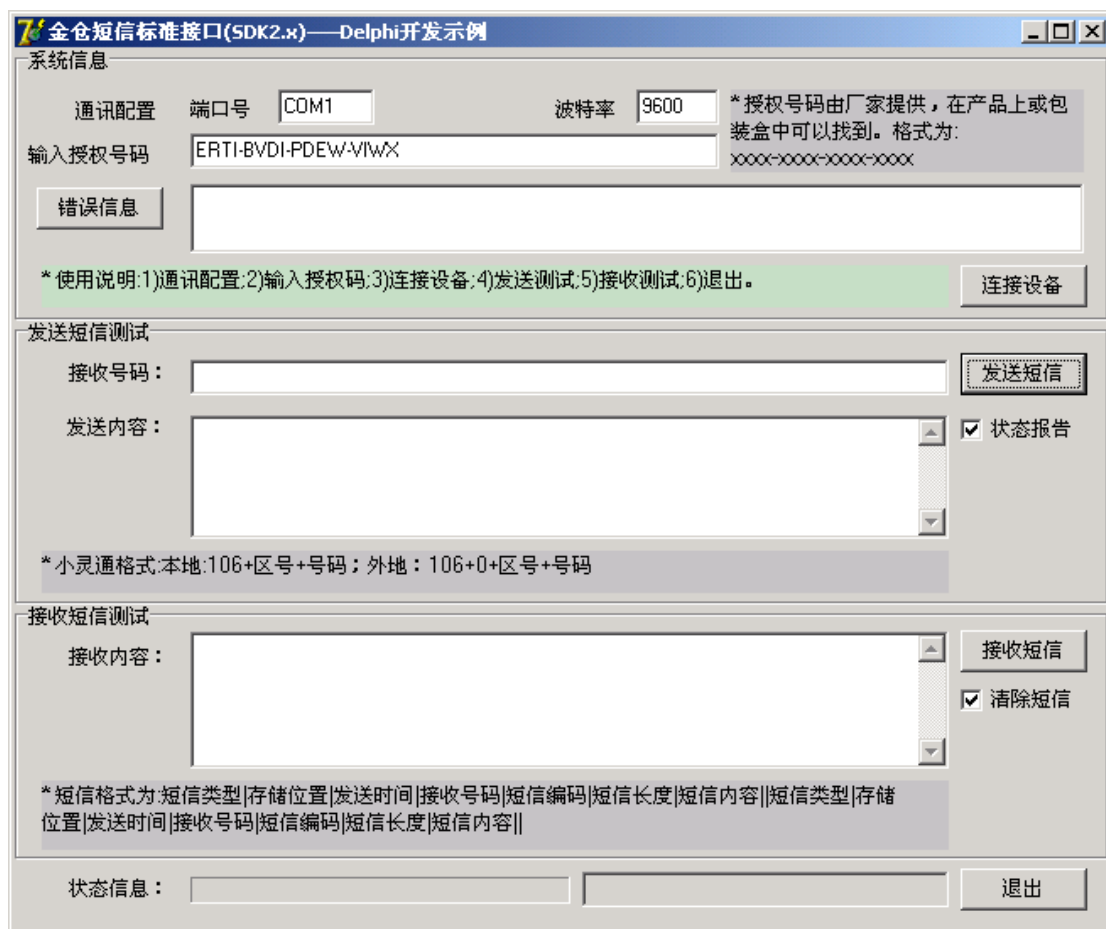 金仓短信标准接口(SDK2.x)——Delphi开发示例
系统信息
通讯配置 端口号 COM1 波特率 9600
*授权号码由厂家提供，在产品上或包
装盒中可以找到。格式为:
xxxx-xxxx-xxxx-xxxx
输入授权号码 ERTI-BVDI-PDEW-VIWX
错误信息
*使用说明:1)通讯配置;2)输入授权码;3)连接设备;4)发送测试;5)接收测试;6)退出。
连接设备
发送短信测试
接收号码：
发送短信
发送内容：
状态报告
*小灵通格式:本地:106+区号+号码；外地：106+0+区号+号码
接收短信测试
接收内容：
接收短信
清除短信
*短信格式为:短信类型|存储位置|发送时间|接收号码|短信编码|短信长度|短信内容||短信类型|存储
位置|发送时间|接收号码|短信编码|短信长度|短信内容||
状态信息：
退出